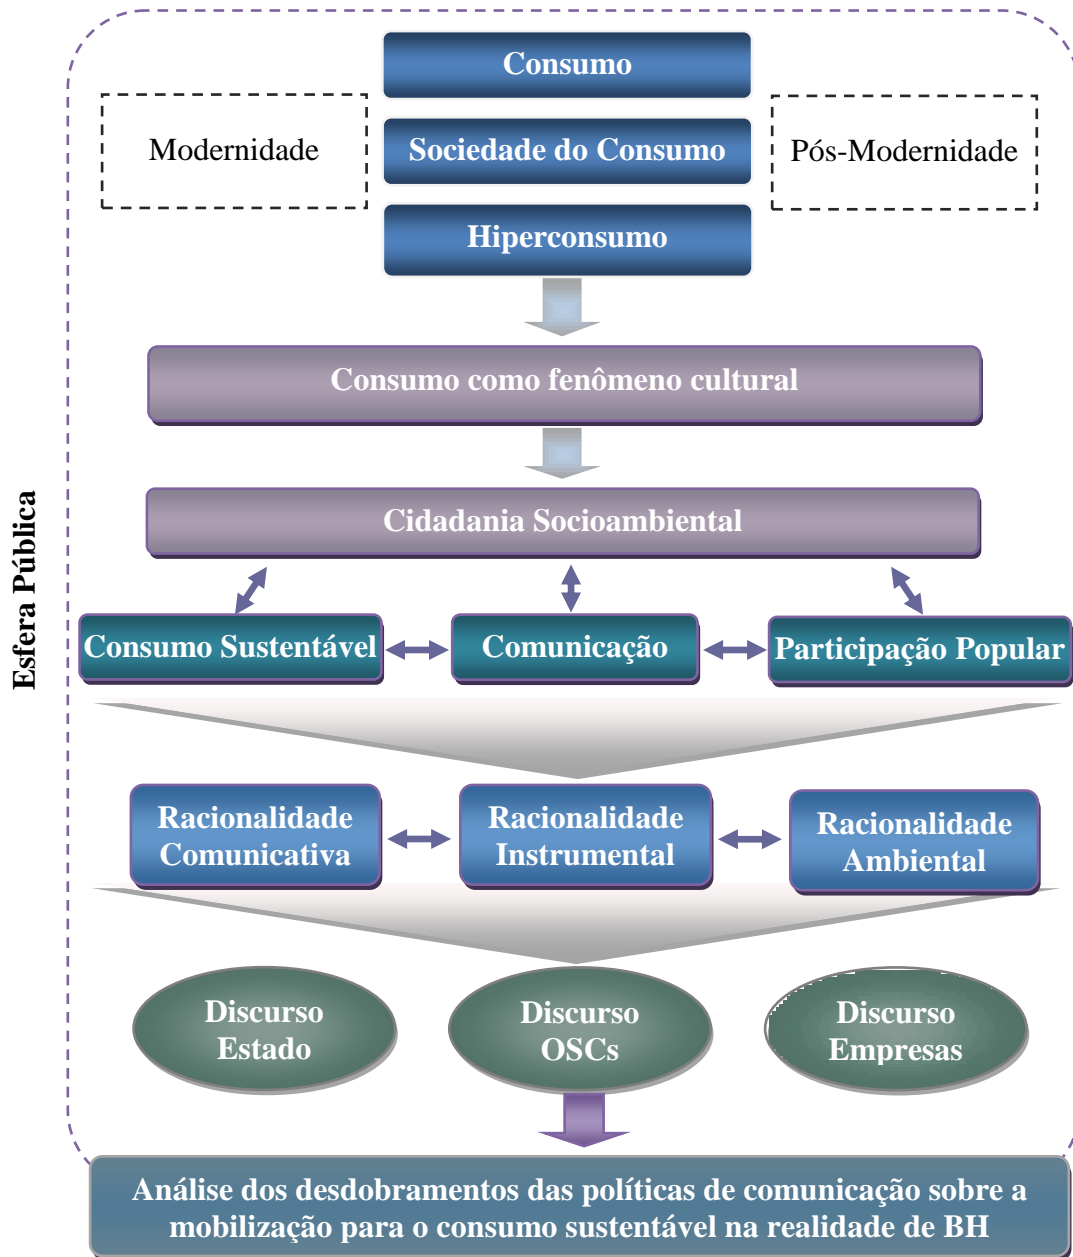 Consumo
Modernidade
Sociedade do Consumo
Pós-Modernidade
Hiperconsumo
Consumo como fenômeno cultural
Cidadania Socioambiental
Esfera Pública
Consumo Sustentável
Comunicação
Participação Popular
Racionalidade
Comunicativa
Racionalidade
Instrumental
Racionalidade
Ambiental
Discurso
Estado
Discurso
OSCs
Discurso
Empresas
Análise dos desdobramentos das políticas de comunicação sobre a
mobilização para o consumo sustentável na realidade de BH